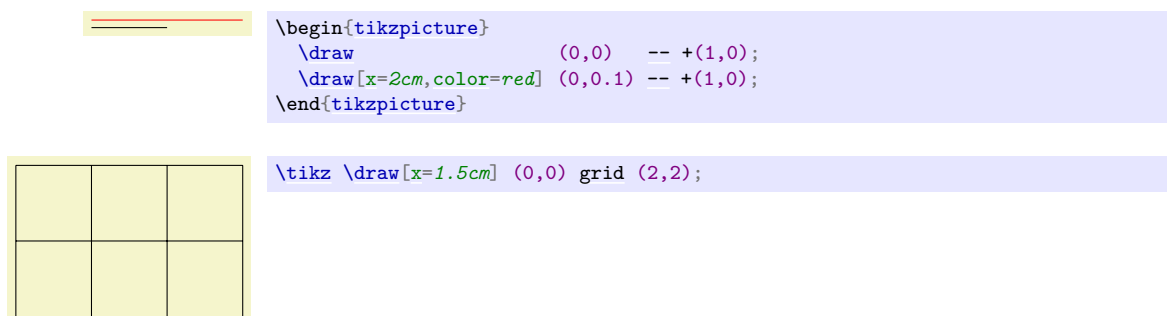 \begin{tikzpicture}
  \draw                  (0,0)   -- +(1,0);
  \draw[x=2cm,color=red] (0,0.1) -- +(1,0);
\end{tikzpicture}
\tikz \draw[x=1.5cm] (0,0) grid (2,2);